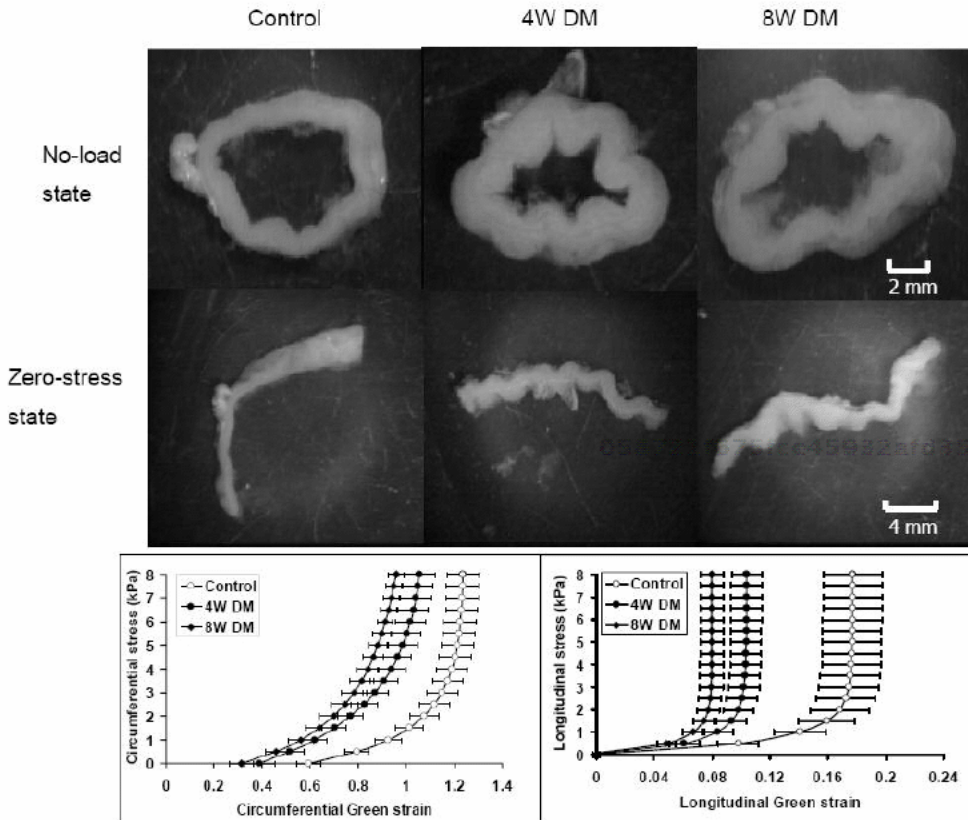 Control 4W DM 8W DM
No-load
state
2 mm
Zero-stress
state
4 mm
Circumferential stress (kPa)
8
7
6
5
4
3
2
1
0
Control
4W DM
8W DM
0 0.2 0.4 0.6 0.8 1 1.2 1.4
Circumferential Green strain
Longitudinal stress (kPa)
8
7
6
5
4
3
2
1
0
Control
4W DM
8W DM
0 0.04 0.08 0.12 0.16 0.2 0.24
Longitudinal Green strain